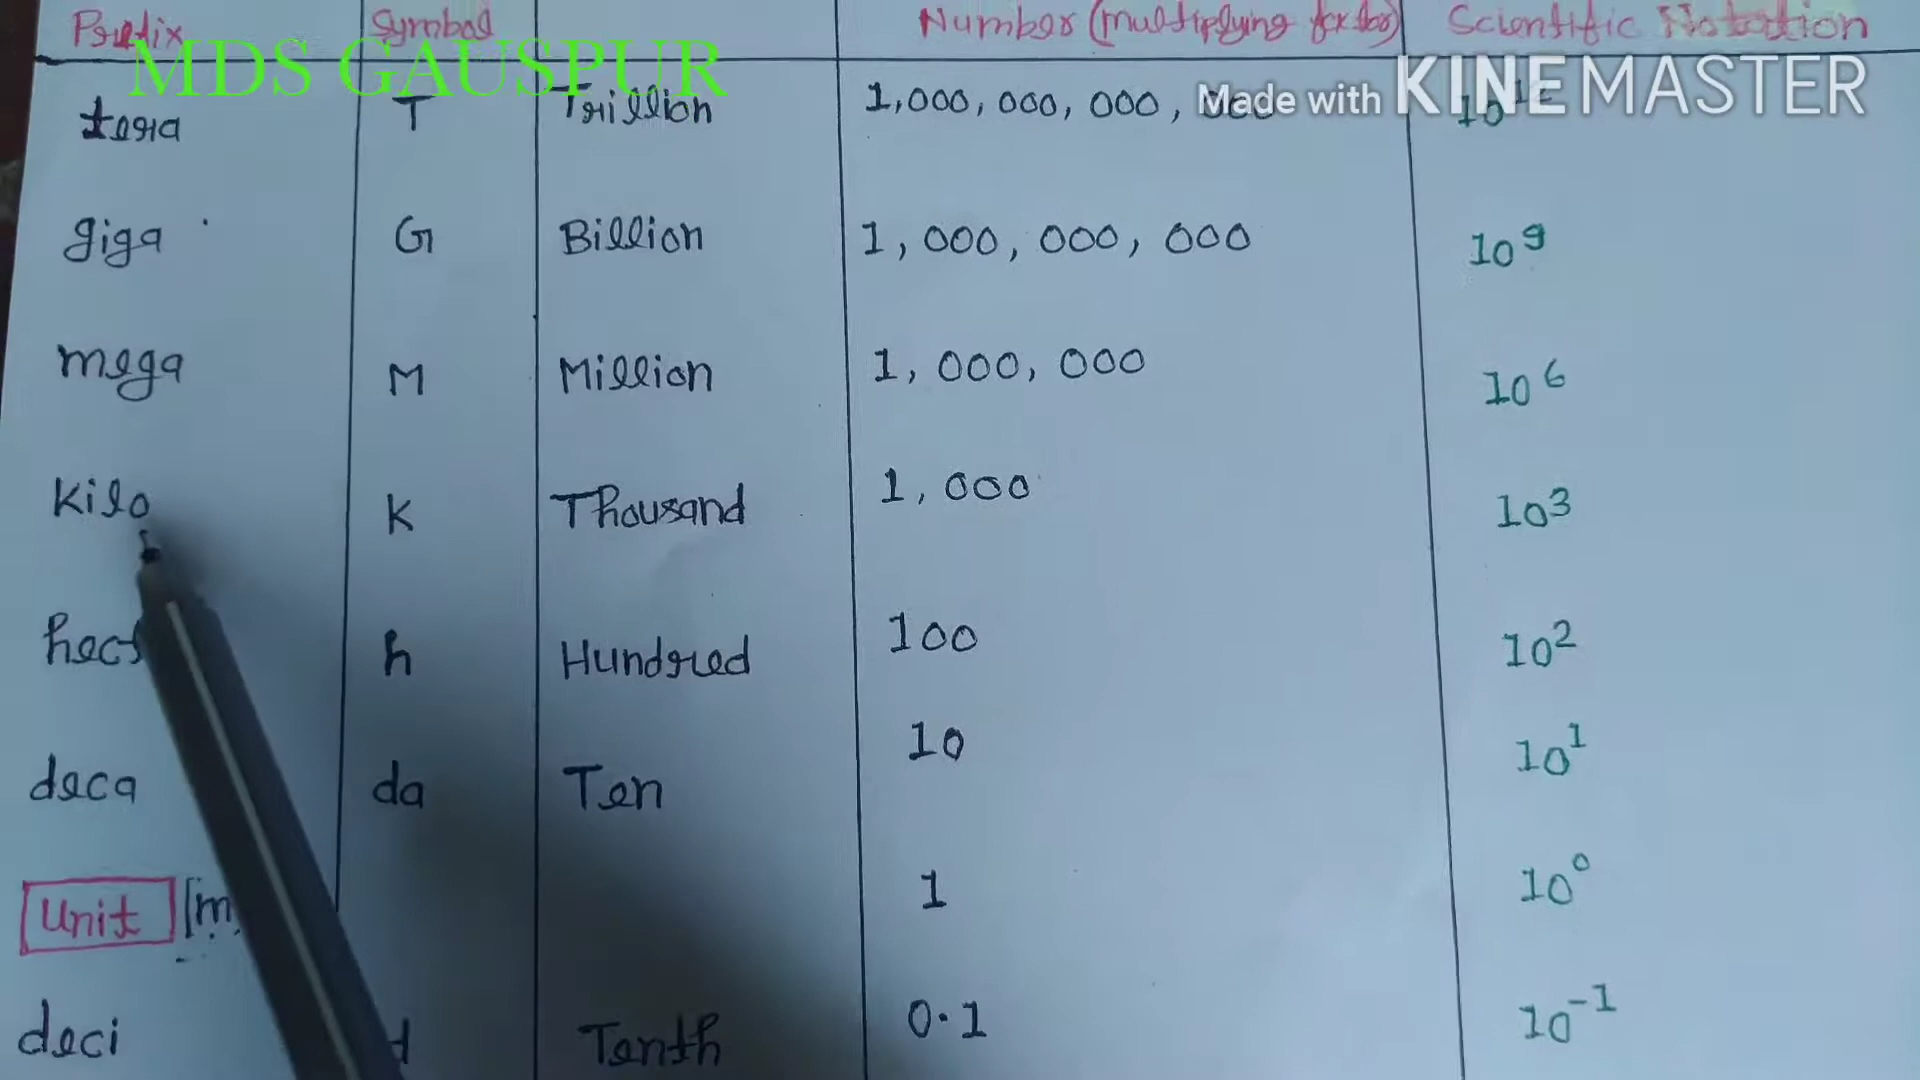 Prefix Symbol Number (multiplying factor) Scientific Notation
MDS GAUSPUR
Made with KINEMASTER
tera T Trillion 1,000,000,000,000 10¹²
giga G Billion 1,000,000,000 10⁹
mega M Million 1,000,000 10⁶
Kilo K Thousand 1,000 10³
h Hundred 100 10²
deca da Ten 10 10¹
Unit [m 1 10⁰
deci d Tenth 0.1 10⁻¹